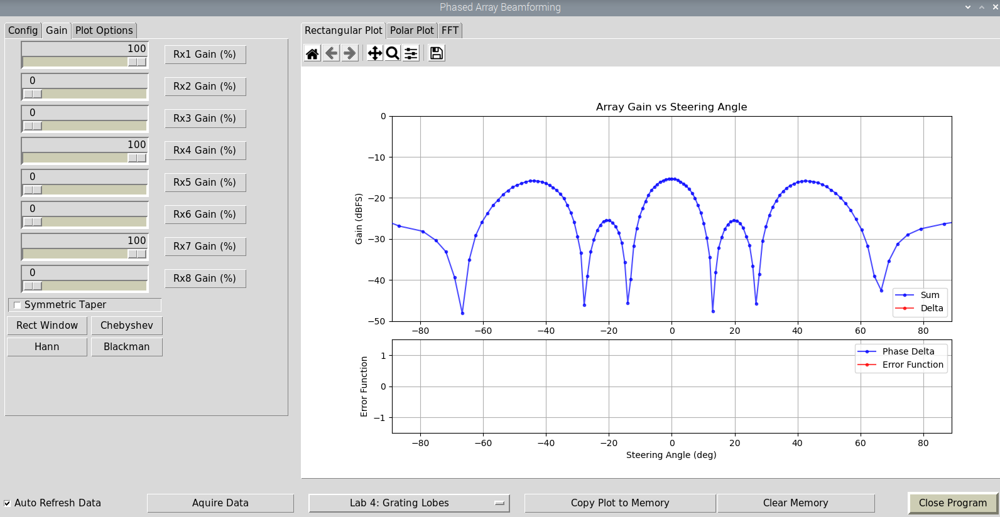 Phased Array Beamforming
Config Gain Plot Options
100
Rx1 Gain (%)
0
Rx2 Gain (%)
0
Rx3 Gain (%)
100
Rx4 Gain (%)
0
Rx5 Gain (%)
0
Rx6 Gain (%)
100
Rx7 Gain (%)
0
Rx8 Gain (%)
Symmetric Taper
Rect Window Chebyshev
Hann Blackman
Rectangular Plot Polar Plot FFT
Array Gain vs Steering Angle
Gain (dBFS)
0
−10
−20
−30
−40
−50
Sum
Delta
−80 −60 −40 −20 0 20 40 60 80
Error Function
1
0
−1
Phase Delta
Error Function
−80 −60 −40 −20 0 20 40 60 80
Steering Angle (deg)
Auto Refresh Data Aquire Data Lab 4: Grating Lobes Copy Plot to Memory Clear Memory Close Program